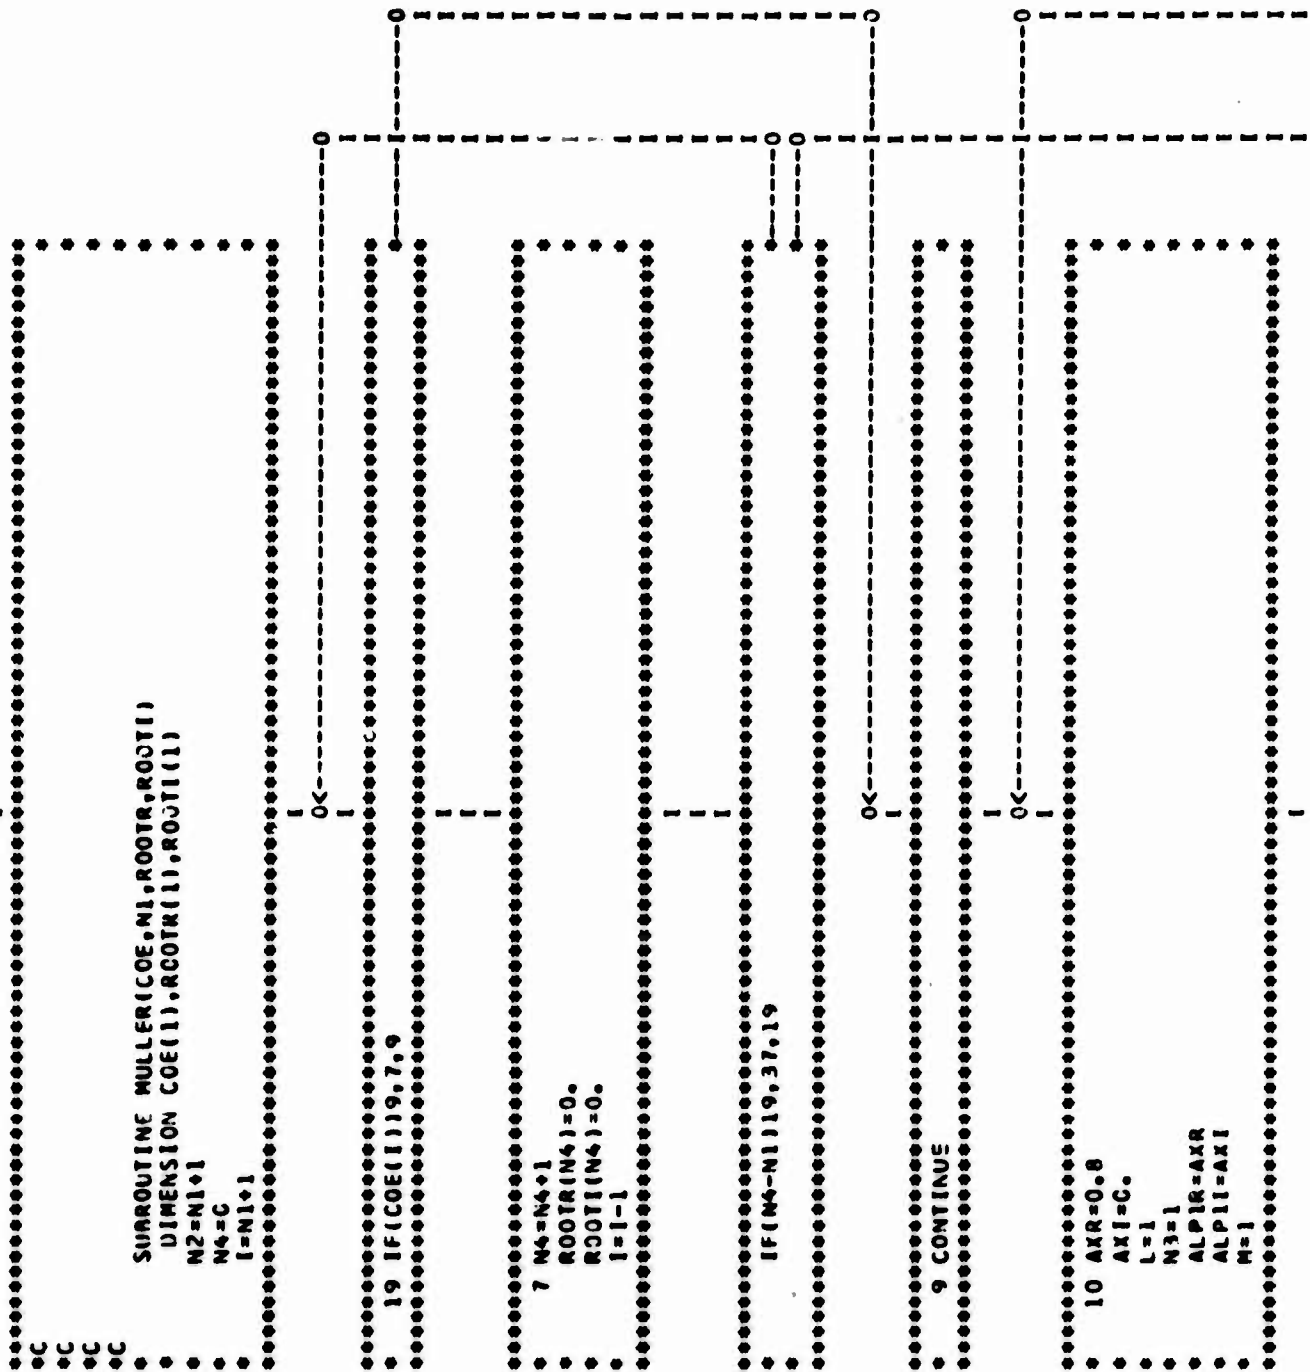 C
C
C
C
SUBROUTINE MULLER(COE,N1,ROOTR,ROOTI)
DIMENSION COE(1),ROOTR(1),ROOTI(1)
N2=N1+1
N4=C
I=N1+1
19 IF(COE(I))9,7,9
7 N4=N4+1
ROOTR(N4)=0.
ROOTI(N4)=0.
I=I-1
IF(N4-N1)19,37,19
9 CONTINUE
10 AXR=0.8
AXI=C.
L=1
N3=1
ALP1R=AXR
ALP1I=AXI
M=1